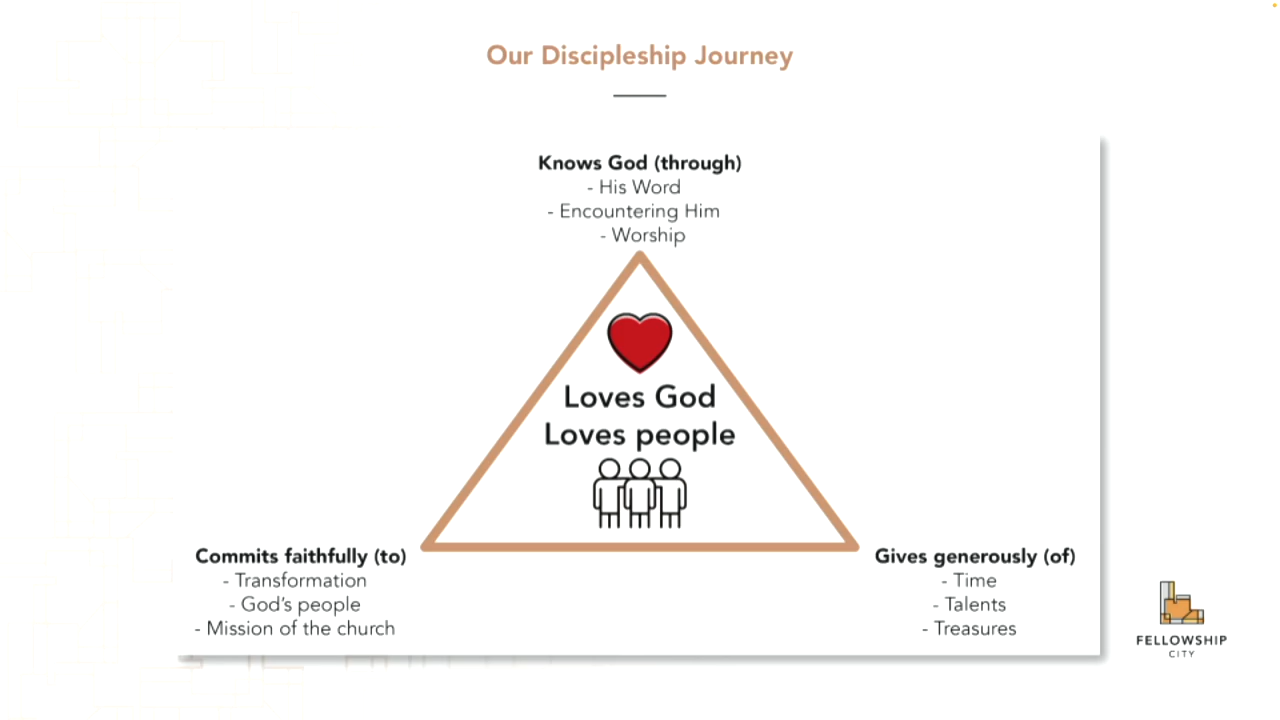 Our Discipleship Journey
Knows God (through)
- His Word
- Encountering Him
- Worship
Loves God
Loves people
Commits faithfully (to)
- Transformation
- God's people
- Mission of the church
Gives generously (of)
- Time
- Talents
- Treasures
FELLOWSHIP
CITY